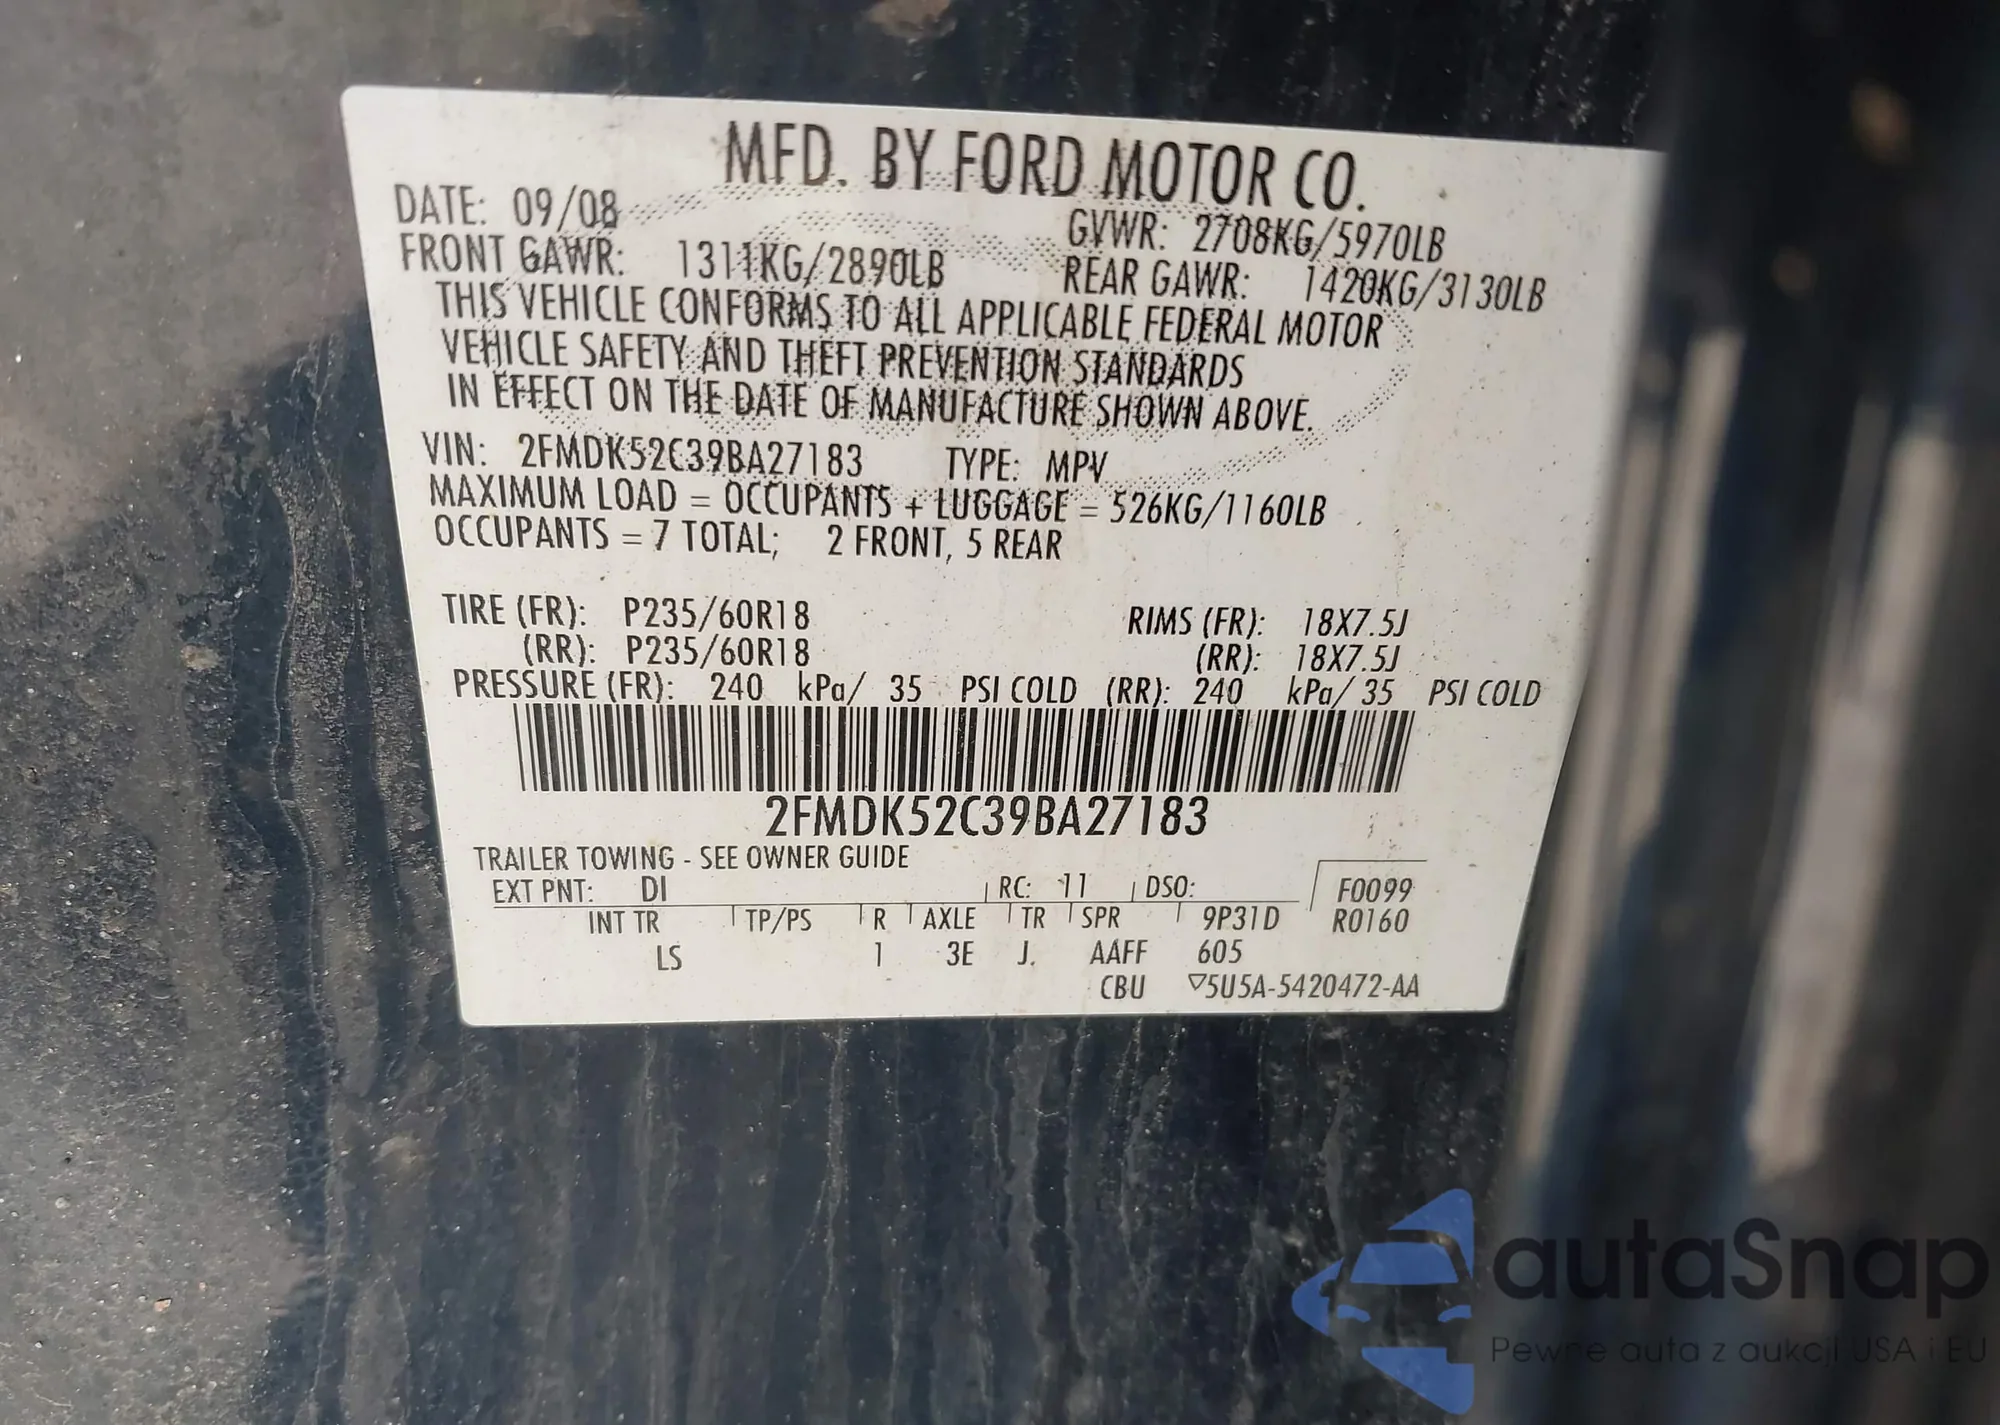 MFD. BY FORD MOTOR CO.
DATE: 09/08 GVWR: 2708KG/5970LB
FRONT GAWR: 1311KG/2890LB REAR GAWR: 1420KG/3130LB
THIS VEHICLE CONFORMS TO ALL APPLICABLE FEDERAL MOTOR
VEHICLE SAFETY AND THEFT PREVENTION STANDARDS
IN EFFECT ON THE DATE OF MANUFACTURE SHOWN ABOVE.
VIN: 2FMDK52C39BA27183 TYPE: MPV
MAXIMUM LOAD = OCCUPANTS + LUGGAGE = 526KG/1160LB
OCCUPANTS = 7 TOTAL; 2 FRONT, 5 REAR
TIRE (FR): P235/60R18 RIMS (FR): 18X7.5J
(RR): P235/60R18 (RR): 18X7.5J
PRESSURE (FR): 240 kPa/ 35 PSI COLD (RR): 240 kPa/ 35 PSI COLD
2FMDK52C39BA27183
TRAILER TOWING - SEE OWNER GUIDE
EXT PNT: DI RC: 11 DSO: F0099
INT TR TP/PS R AXLE TR SPR 9P31D R0160
LS 1 3E J. AAFF 605
CBU ▽5U5A-5420472-AA
autaSnap
Pewne auta z aukcji USA i EU